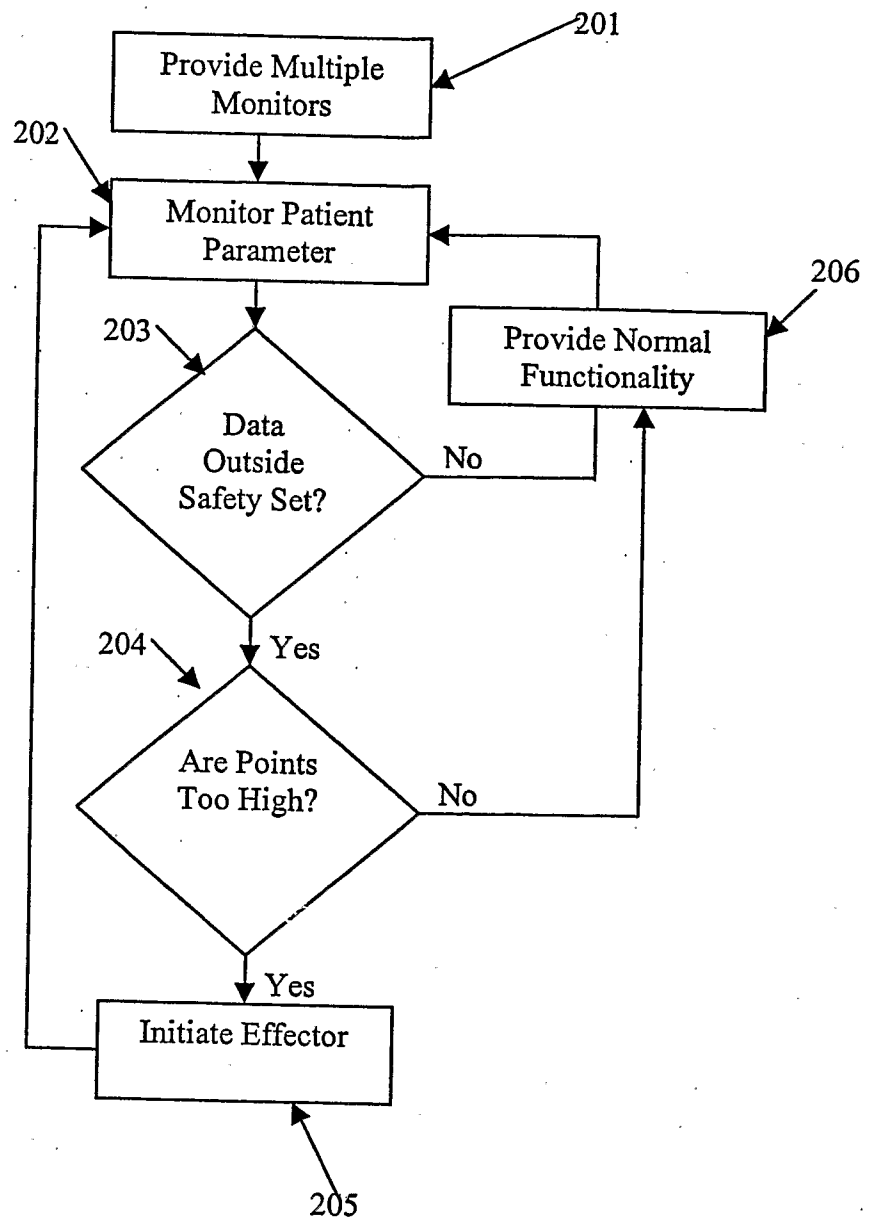 201
Provide Multiple
Monitors
202
Monitor Patient
Parameter
206
Provide Normal
Functionality
203
Data
Outside
Safety Set?
No
Yes
204
Are Points
Too High?
No
Yes
Initiate Effector
205